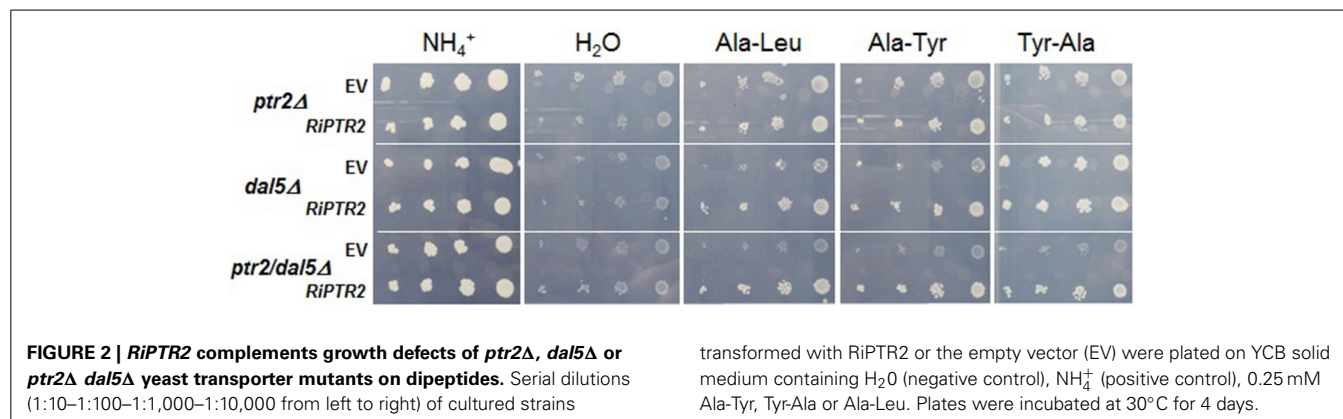 NH₄⁺ H₂O Ala-Leu Ala-Tyr Tyr-Ala
EV
ptr2Δ
RiPTR2
EV
dal5Δ
RiPTR2
EV
ptr2/dal5Δ
RiPTR2
FIGURE 2 | RiPTR2 complements growth defects of ptr2Δ, dal5Δ or
ptr2Δ dal5Δ yeast transporter mutants on dipeptides. Serial dilutions
(1:10–1:100–1:1,000–1:10,000 from left to right) of cultured strains
transformed with RiPTR2 or the empty vector (EV) were plated on YCB solid
medium containing H₂0 (negative control), NH₄⁺ (positive control), 0.25 mM
Ala-Tyr, Tyr-Ala or Ala-Leu. Plates were incubated at 30°C for 4 days.